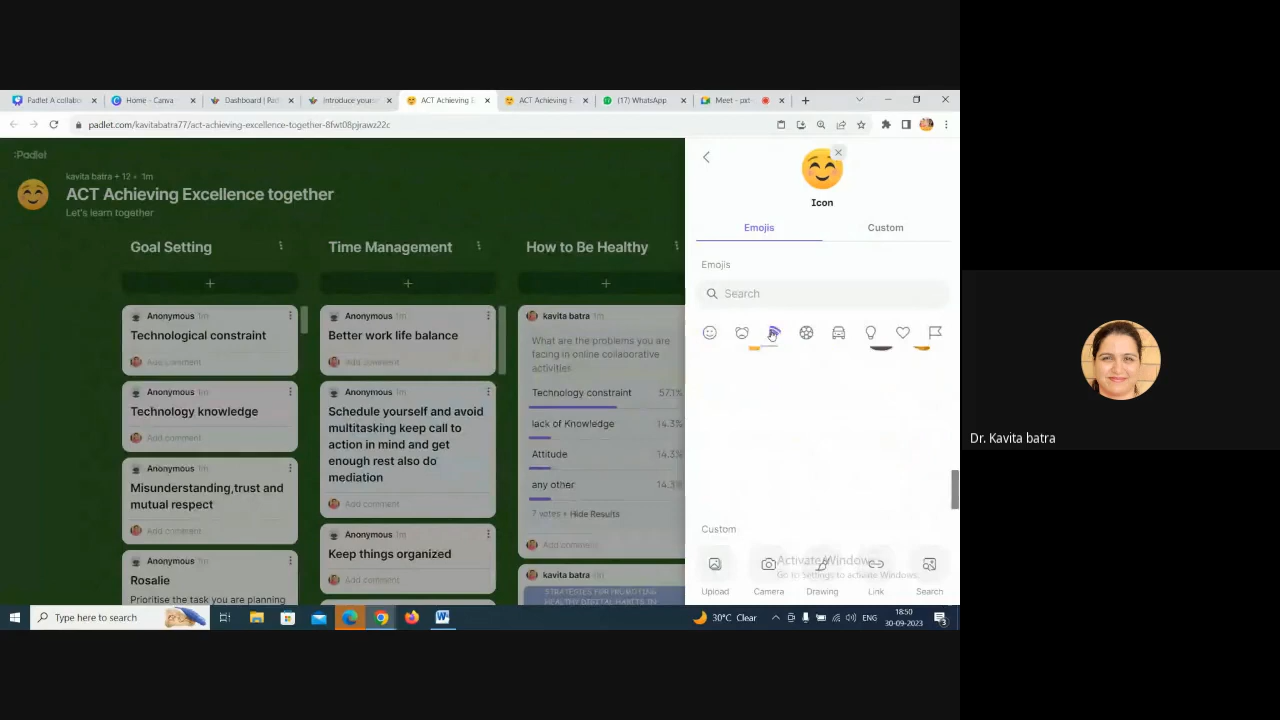 Padlet A collabo
Home - Canva
Dashboard | Padl
Introduce your
ACT Achieving E
ACT Achieving E
(17) WhatsApp
Meet - pxt-
padlet.com/kavitabatra77/act-achieving-excellence-together-8fwt08pjrawz22c
:Padlet
kavita batra + 12 • 1m
ACT Achieving Excellence together
Let's learn together
Goal Setting
Anonymous 1m
Technological constraint
Add comment
Anonymous
Technology knowledge
Add comment
Anonymous
Misunderstanding,trust and
mutual respect
Add comment
Anonymous
Rosalie
Prioritise the task you are planning
Time Management
Anonymous 1m
Better work life balance
Add comment
Anonymous 1m
Schedule yourself and avoid
multitasking keep call to
action in mind and get
enough rest also do
mediation
Add comment
Anonymous 1m
Keep things organized
Add comment
How to Be Healthy
kavita batra 1m
What are the problems you are
facing in online collaborative
activities
Technology constraint 57.1%
lack of Knowledge 14.3%
Attitude 14.3%
any other 14.3%
7 votes • Hide Results
Add comment
kavita batra
STRATEGIES FOR PROMOTING
HEALTHY DIGITAL HABITS IN
Icon
Emojis
Custom
Emojis
Search
Custom
Activate Windows
Go to Settings to activate Windows.
Upload
Camera
Drawing
Link
Search
Type here to search
30°C Clear
ENG
18:50
30-09-2023
Dr. Kavita batra